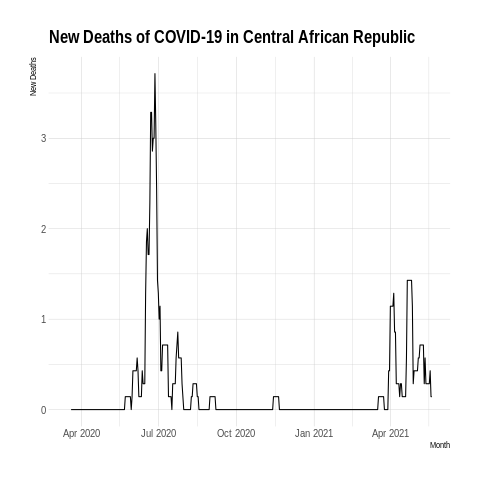 New Deaths of COVID-19 in Central African Republic
New Deaths
3
2
1
0
Apr 2020 Jul 2020 Oct 2020 Jan 2021 Apr 2021
Month